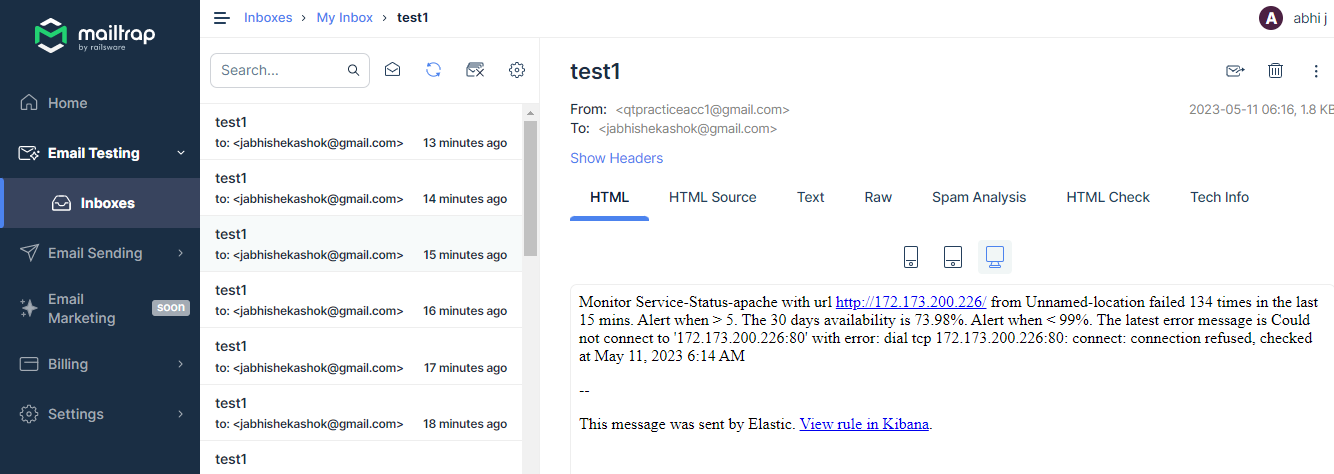 mailtrap
by railsware
Home
Email Testing
Inboxes
Email Sending
Email
Marketing
soon
Billing
Settings
Inboxes › My Inbox › test1
A abhi j
Search...
test1
to: <jabhishekashok@gmail.com> 13 minutes ago
test1
to: <jabhishekashok@gmail.com> 14 minutes ago
test1
to: <jabhishekashok@gmail.com> 15 minutes ago
test1
to: <jabhishekashok@gmail.com> 16 minutes ago
test1
to: <jabhishekashok@gmail.com> 17 minutes ago
test1
to: <jabhishekashok@gmail.com> 18 minutes ago
test1
test1
From: <qtpracticeacc1@gmail.com>
2023-05-11 06:16, 1.8 KB
To: <jabhishekashok@gmail.com>
Show Headers
HTML HTML Source Text Raw Spam Analysis HTML Check Tech Info
Monitor Service-Status-apache with url http://172.173.200.226/ from Unnamed-location failed 134 times in the last
15 mins. Alert when > 5. The 30 days availability is 73.98%. Alert when < 99%. The latest error message is Could
not connect to '172.173.200.226:80' with error: dial tcp 172.173.200.226:80: connect: connection refused, checked
at May 11, 2023 6:14 AM
--
This message was sent by Elastic. View rule in Kibana.